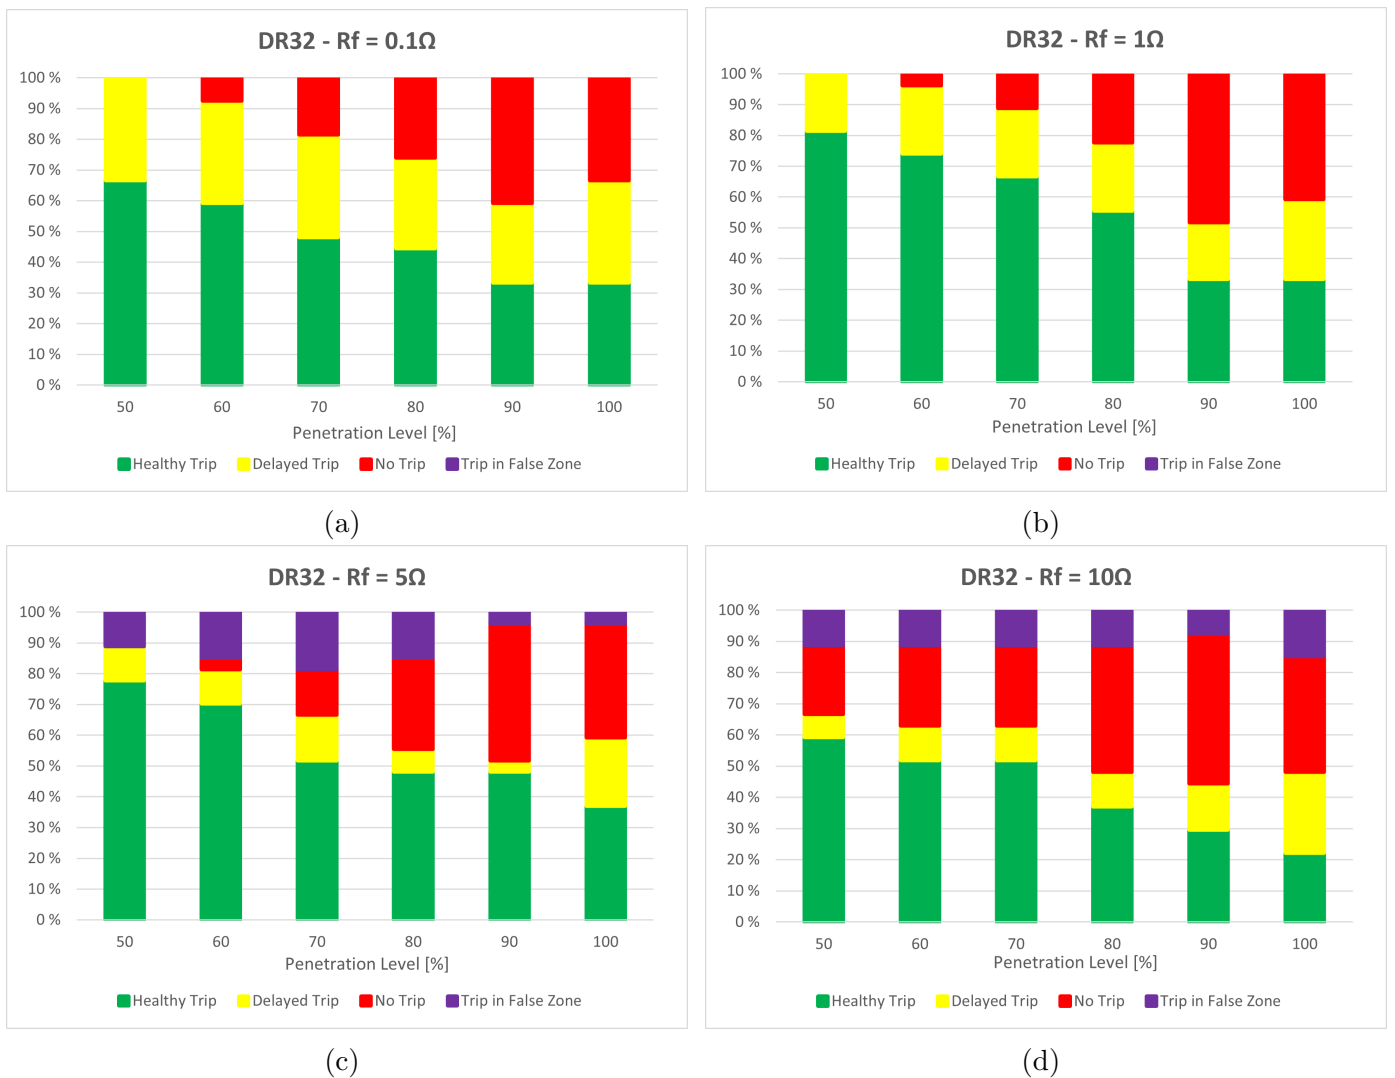 DR32 - Rf = 0.1Ω
100 %
90 %
80 %
70 %
60 %
50 %
40 %
30 %
20 %
10 %
0 %
50 60 70 80 90 100
Penetration Level [%]
Healthy Trip Delayed Trip No Trip Trip in False Zone
(a)
DR32 - Rf = 1Ω
100 %
90 %
80 %
70 %
60 %
50 %
40 %
30 %
20 %
10 %
0 %
50 60 70 80 90 100
Penetration Level [%]
Healthy Trip Delayed Trip No Trip Trip in False Zone
(b)
DR32 - Rf = 5Ω
100 %
90 %
80 %
70 %
60 %
50 %
40 %
30 %
20 %
10 %
0 %
50 60 70 80 90 100
Penetration Level [%]
Healthy Trip Delayed Trip No Trip Trip in False Zone
(c)
DR32 - Rf = 10Ω
100 %
90 %
80 %
70 %
60 %
50 %
40 %
30 %
20 %
10 %
0 %
50 60 70 80 90 100
Penetration Level [%]
Healthy Trip Delayed Trip No Trip Trip in False Zone
(d)